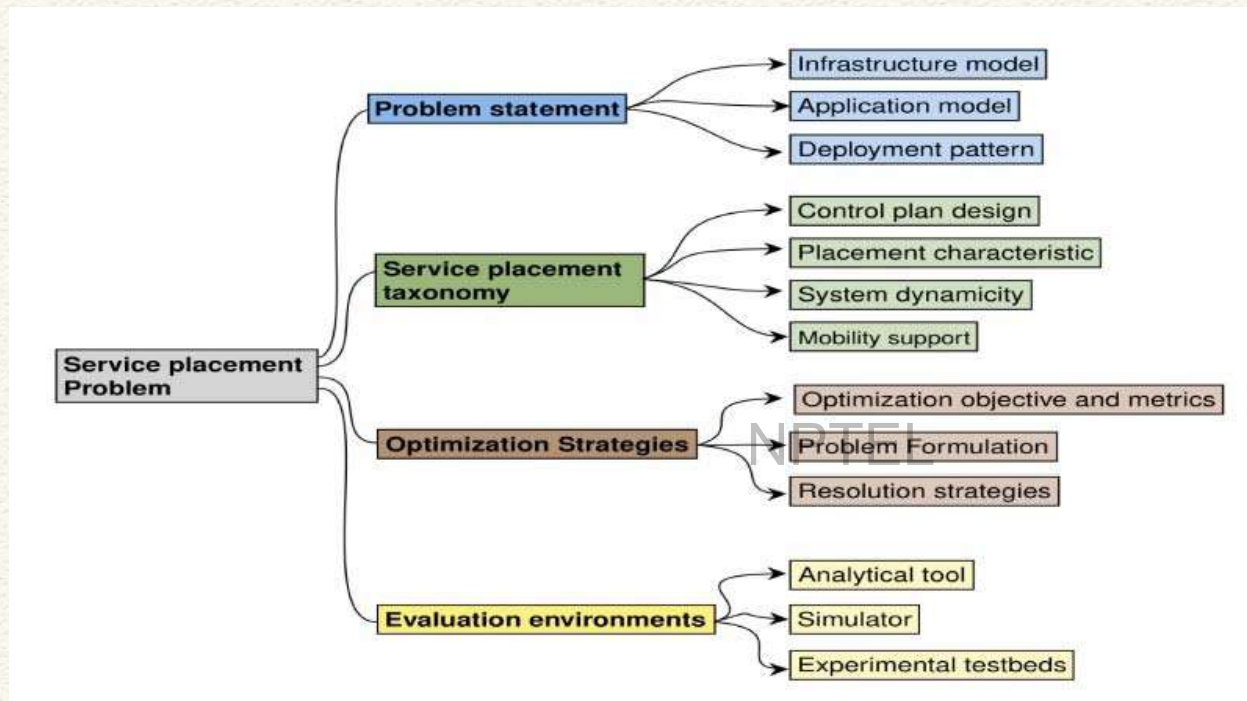 Infrastructure model
Problem statement
Application model
Deployment pattern
Control plan design
Placement characteristic
Service placement
taxonomy
System dynamicity
Mobility support
Service placement
Problem
Optimization objective and metrics
Optimization Strategies
NPTEL
Problem Formulation
Resolution strategies
Analytical tool
Evaluation environments
Simulator
Experimental testbeds